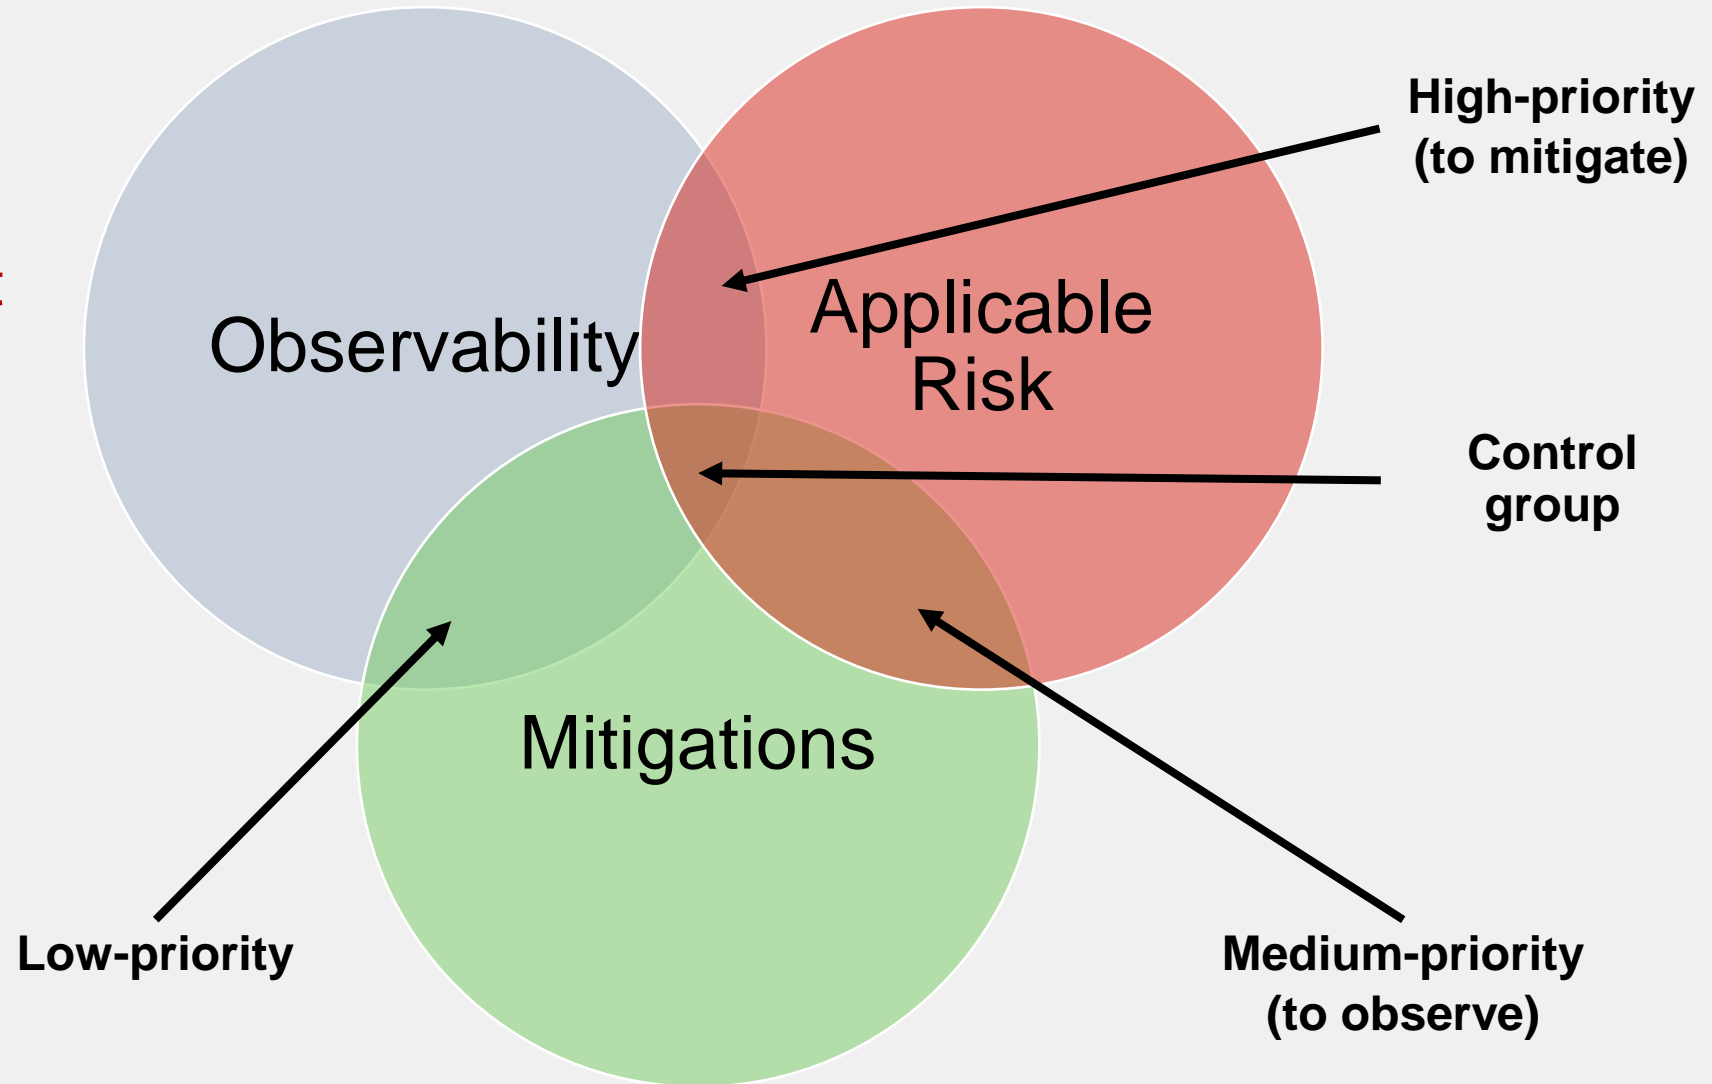 High-priority
(to mitigate)
Observability
Applicable
Risk
Control
group
Mitigations
Low-priority
Medium-priority
(to observe)